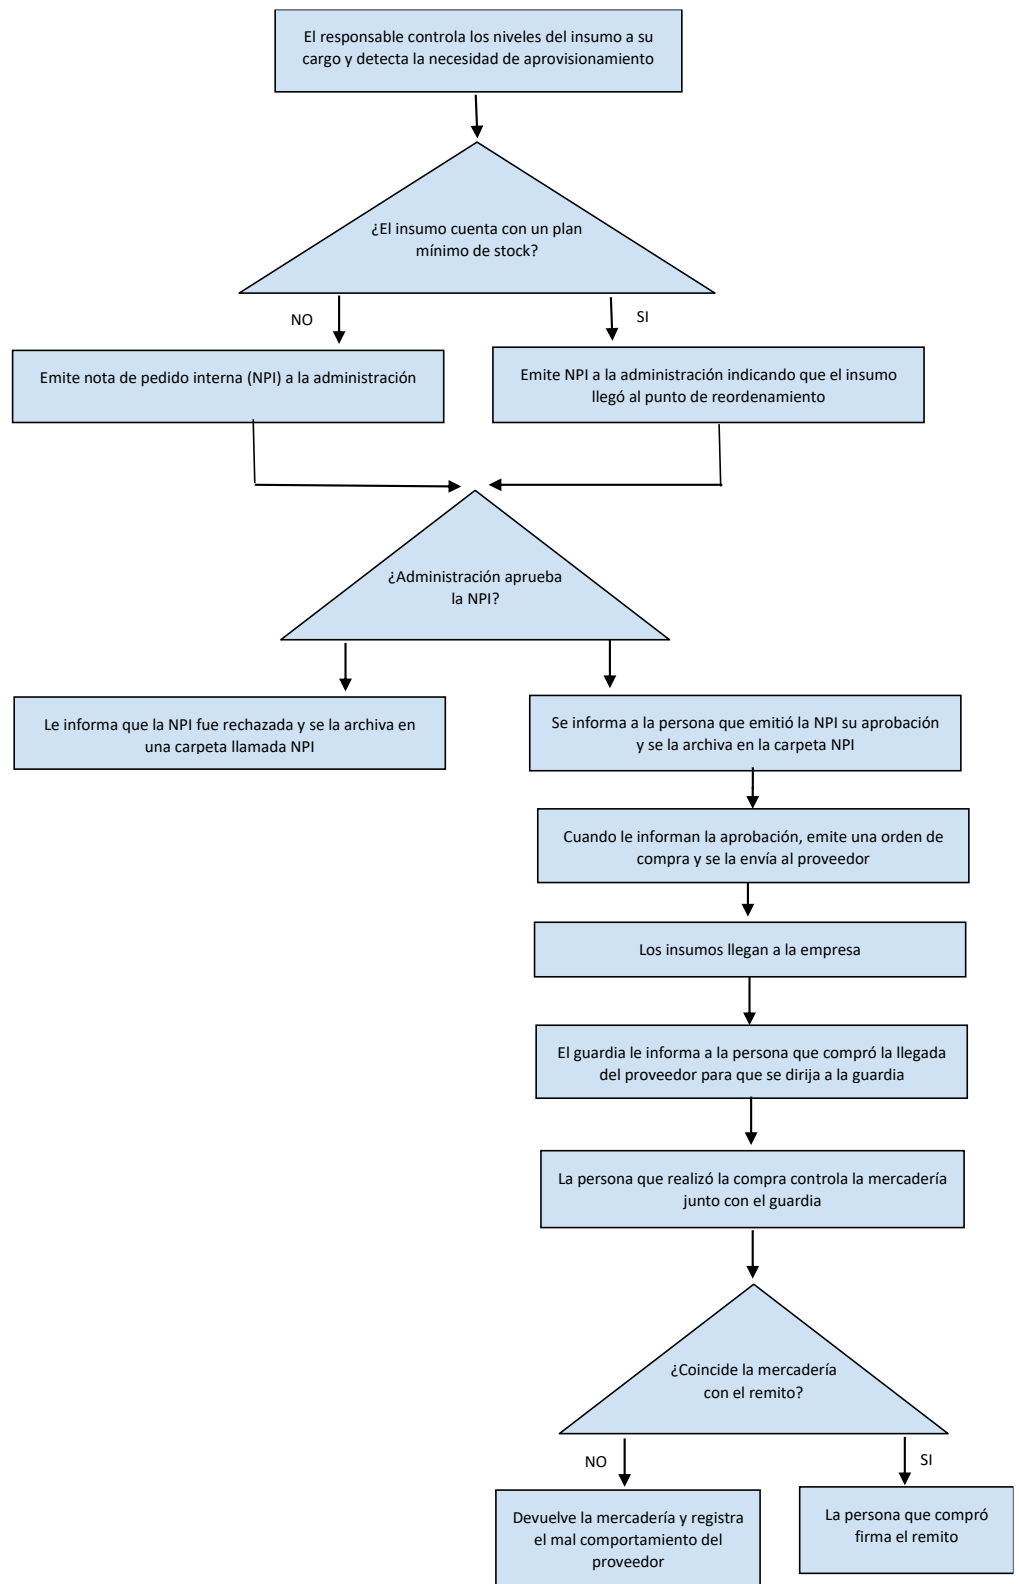 El responsable controla los niveles del insumo a su
cargo y detecta la necesidad de aprovisionamiento
¿El insumo cuenta con un plan
mínimo de stock?
NO
SI
Emite nota de pedido interna (NPI) a la administración
Emite NPI a la administración indicando que el insumo
llegó al punto de reordenamiento
¿Administración aprueba
la NPI?
Le informa que la NPI fue rechazada y se la archiva en
una carpeta llamada NPI
Se informa a la persona que emitió la NPI su aprobación
y se la archiva en la carpeta NPI
Cuando le informan la aprobación, emite una orden de
compra y se la envía al proveedor
Los insumos llegan a la empresa
El guardia le informa a la persona que compró la llegada
del proveedor para que se dirija a la guardia
La persona que realizó la compra controla la mercadería
junto con el guardia
¿Coincide la mercadería
con el remito?
NO
SI
Devuelve la mercadería y registra
el mal comportamiento del
proveedor
La persona que compró
firma el remito